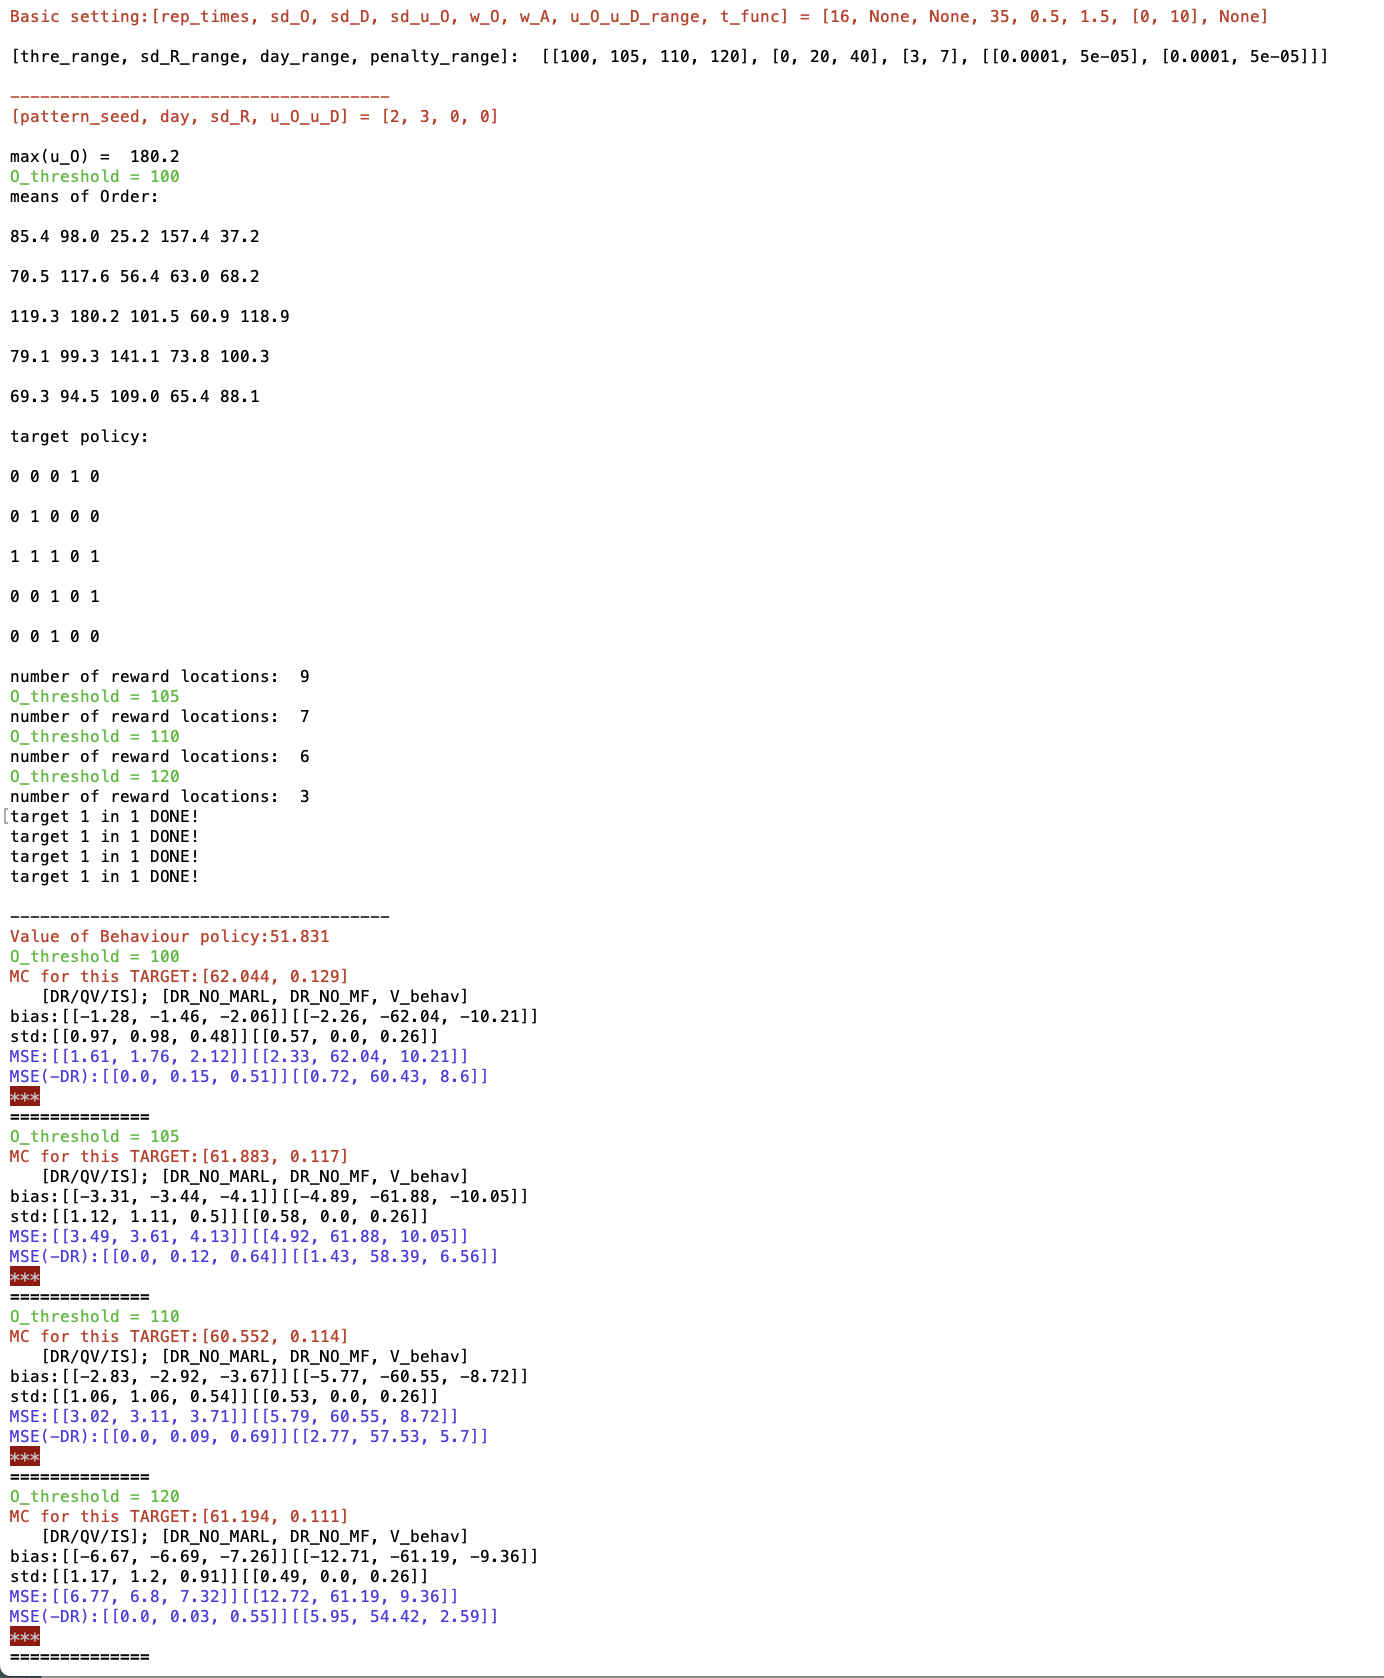 Basic setting:[rep_times, sd_O, sd_D, sd_u_O, w_O, w_A, u_O_u_D_range, t_func] = [16, None, None, 35, 0.5, 1.5, [0, 10], None]
[thre_range, sd_R_range, day_range, penalty_range]:  [[100, 105, 110, 120], [0, 20, 40], [3, 7], [[0.0001, 5e-05], [0.0001, 5e-05]]]
--------------------------------------
[pattern_seed, day, sd_R, u_O_u_D] = [2, 3, 0, 0]
max(u_O) =  180.2
O_threshold = 100
means of Order:
85.4 98.0 25.2 157.4 37.2
70.5 117.6 56.4 63.0 68.2
119.3 180.2 101.5 60.9 118.9
79.1 99.3 141.1 73.8 100.3
69.3 94.5 109.0 65.4 88.1
target policy:
0 0 0 1 0
0 1 0 0 0
1 1 1 0 1
0 0 1 0 1
0 0 1 0 0
number of reward locations:  9
O_threshold = 105
number of reward locations:  7
O_threshold = 110
number of reward locations:  6
O_threshold = 120
number of reward locations:  3
[target 1 in 1 DONE!
target 1 in 1 DONE!
target 1 in 1 DONE!
target 1 in 1 DONE!
--------------------------------------
Value of Behaviour policy:51.831
O_threshold = 100
MC for this TARGET:[62.044, 0.129]
   [DR/QV/IS]; [DR_NO_MARL, DR_NO_MF, V_behav]
bias:[[-1.28, -1.46, -2.06]][[-2.26, -62.04, -10.21]]
std:[[0.97, 0.98, 0.48]][[0.57, 0.0, 0.26]]
MSE:[[1.61, 1.76, 2.12]][[2.33, 62.04, 10.21]]
MSE(-DR):[[0.0, 0.15, 0.51]][[0.72, 60.43, 8.6]]
***
==============
O_threshold = 105
MC for this TARGET:[61.883, 0.117]
   [DR/QV/IS]; [DR_NO_MARL, DR_NO_MF, V_behav]
bias:[[-3.31, -3.44, -4.1]][[-4.89, -61.88, -10.05]]
std:[[1.12, 1.11, 0.5]][[0.58, 0.0, 0.26]]
MSE:[[3.49, 3.61, 4.13]][[4.92, 61.88, 10.05]]
MSE(-DR):[[0.0, 0.12, 0.64]][[1.43, 58.39, 6.56]]
***
==============
O_threshold = 110
MC for this TARGET:[60.552, 0.114]
   [DR/QV/IS]; [DR_NO_MARL, DR_NO_MF, V_behav]
bias:[[-2.83, -2.92, -3.67]][[-5.77, -60.55, -8.72]]
std:[[1.06, 1.06, 0.54]][[0.53, 0.0, 0.26]]
MSE:[[3.02, 3.11, 3.71]][[5.79, 60.55, 8.72]]
MSE(-DR):[[0.0, 0.09, 0.69]][[2.77, 57.53, 5.7]]
***
==============
O_threshold = 120
MC for this TARGET:[61.194, 0.111]
   [DR/QV/IS]; [DR_NO_MARL, DR_NO_MF, V_behav]
bias:[[-6.67, -6.69, -7.26]][[-12.71, -61.19, -9.36]]
std:[[1.17, 1.2, 0.91]][[0.49, 0.0, 0.26]]
MSE:[[6.77, 6.8, 7.32]][[12.72, 61.19, 9.36]]
MSE(-DR):[[0.0, 0.03, 0.55]][[5.95, 54.42, 2.59]]
***
==============